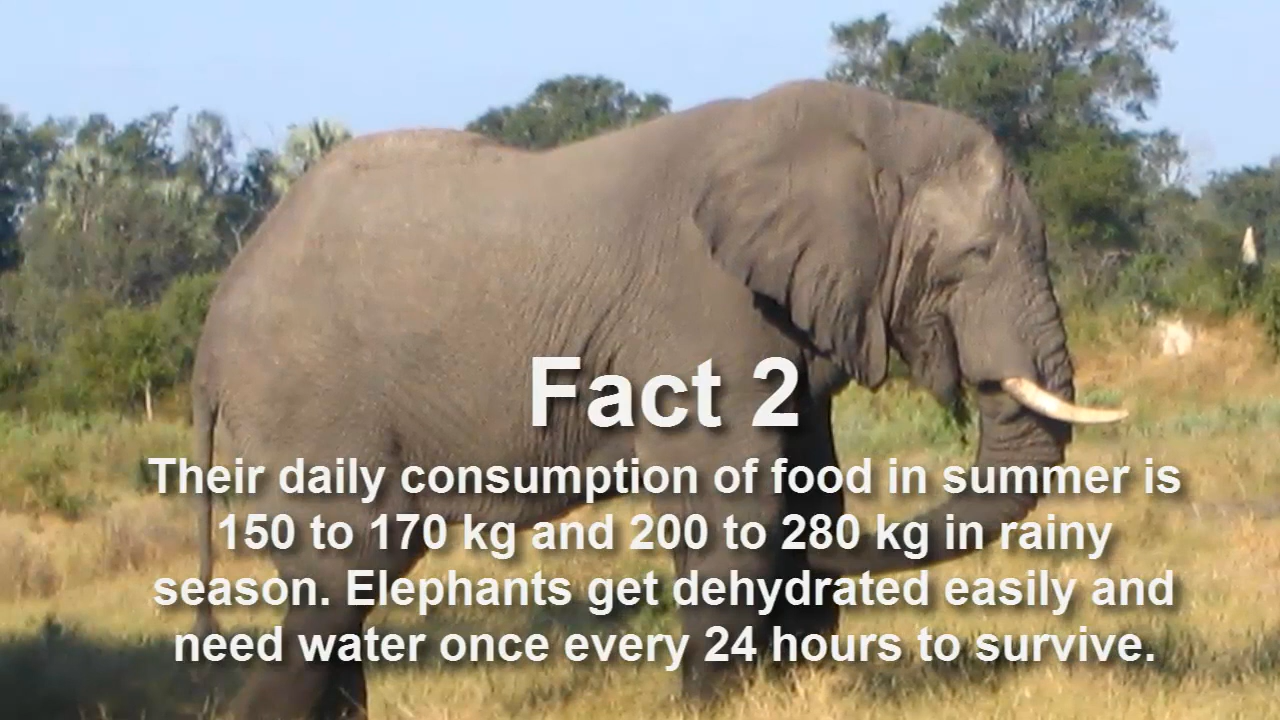 Fact 2
Their daily consumption of food in summer is
150 to 170 kg and 200 to 280 kg in rainy
season. Elephants get dehydrated easily and
need water once every 24 hours to survive.